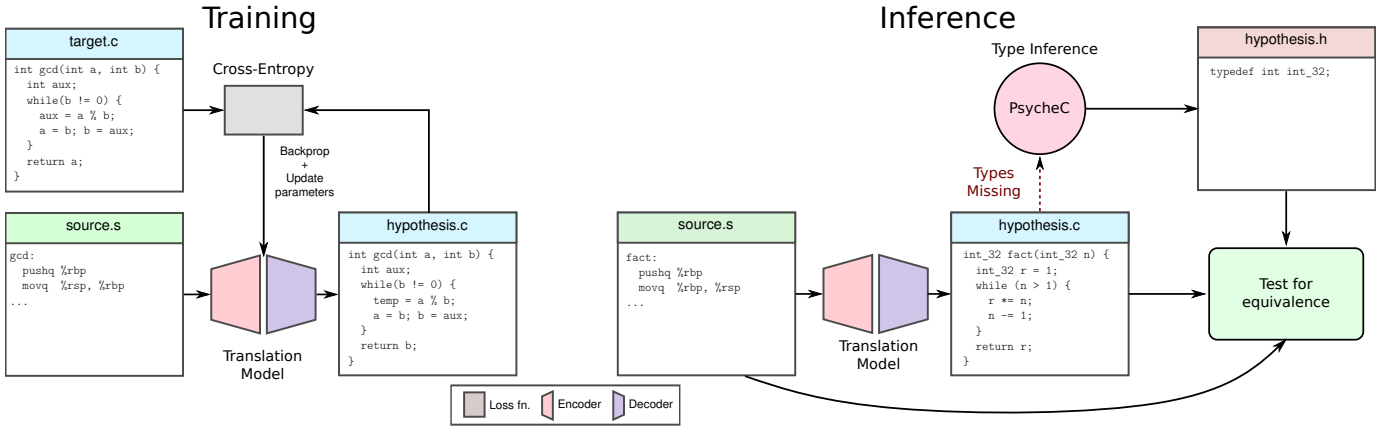 Training
target.c
int gcd(int a, int b) {
int aux;
while(b != 0) {
aux = a % b;
a = b; b = aux;
}
return a;
}
Cross-Entropy
Backprop
+
Update
parameters
source.s
gcd:
pushq %rbp
movq %rsp, %rbp
...
Translation
Model
hypothesis.c
int gcd(int a, int b) {
int aux;
while(b != 0) {
temp = a % b;
a = b; b = aux;
}
return b;
}
Loss fn.
Encoder
Decoder
Inference
Type Inference
PsycheC
Types
Missing
hypothesis.h
typedef int int_32;
source.s
fact:
pushq %rbp
movq %rbp, %rsp
...
Translation
Model
hypothesis.c
int_32 fact(int_32 n) {
int_32 r = 1;
while (n > 1) {
r *= n;
n -= 1;
}
return r;
}
Test for
equivalence